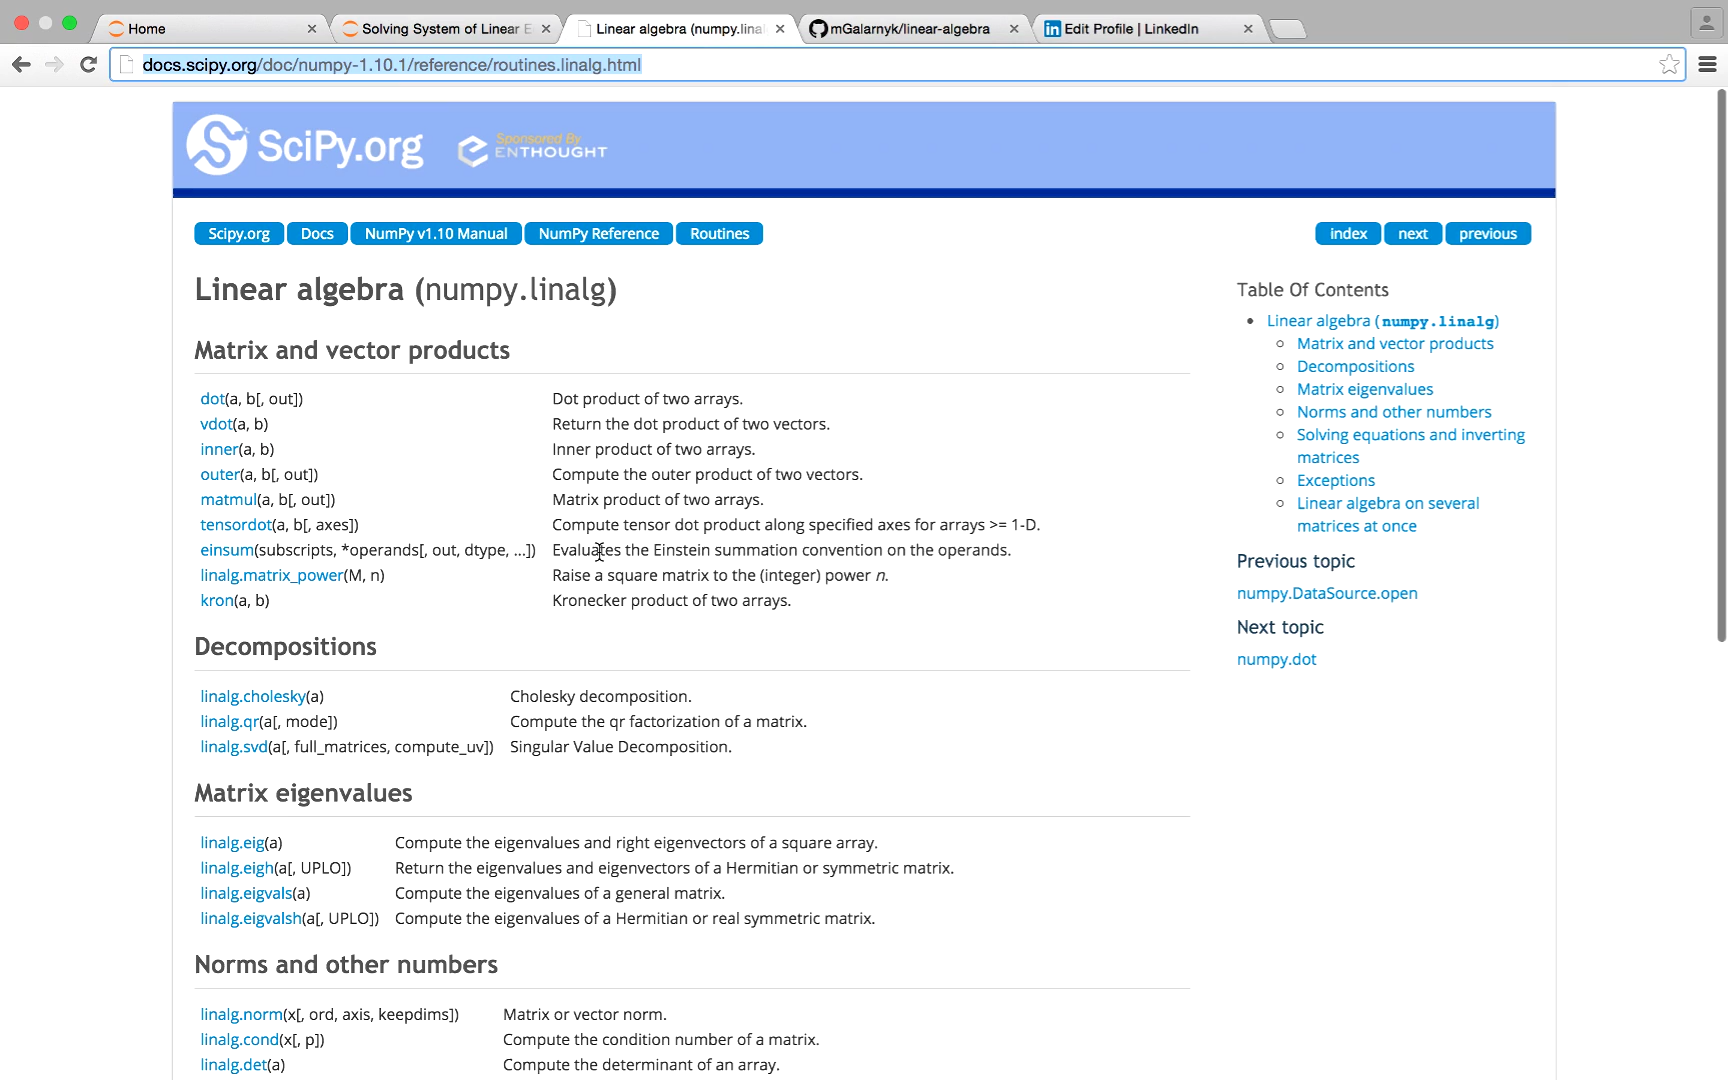 Home
Solving System of Linear E
Linear algebra (numpy.lina
mGalarnyk/linear-algebra
Edit Profile | LinkedIn
docs.scipy.org/doc/numpy-1.10.1/reference/routines.linalg.html
SciPy.org
Sponsored By
ENTHOUGHT
Scipy.org
Docs
NumPy v1.10 Manual
NumPy Reference
Routines
index
next
previous
Linear algebra (numpy.linalg)
Matrix and vector products
dot(a, b[, out]) Dot product of two arrays.
vdot(a, b) Return the dot product of two vectors.
inner(a, b) Inner product of two arrays.
outer(a, b[, out]) Compute the outer product of two vectors.
matmul(a, b[, out]) Matrix product of two arrays.
tensordot(a, b[, axes]) Compute tensor dot product along specified axes for arrays >= 1-D.
einsum(subscripts, *operands[, out, dtype, ...]) Evaluates the Einstein summation convention on the operands.
linalg.matrix_power(M, n) Raise a square matrix to the (integer) power n.
kron(a, b) Kronecker product of two arrays.
Decompositions
linalg.cholesky(a) Cholesky decomposition.
linalg.qr(a[, mode]) Compute the qr factorization of a matrix.
linalg.svd(a[, full_matrices, compute_uv]) Singular Value Decomposition.
Matrix eigenvalues
linalg.eig(a) Compute the eigenvalues and right eigenvectors of a square array.
linalg.eigh(a[, UPLO]) Return the eigenvalues and eigenvectors of a Hermitian or symmetric matrix.
linalg.eigvals(a) Compute the eigenvalues of a general matrix.
linalg.eigvalsh(a[, UPLO]) Compute the eigenvalues of a Hermitian or real symmetric matrix.
Norms and other numbers
linalg.norm(x[, ord, axis, keepdims]) Matrix or vector norm.
linalg.cond(x[, p]) Compute the condition number of a matrix.
linalg.det(a) Compute the determinant of an array.
Table Of Contents
Linear algebra (numpy.linalg)
Matrix and vector products
Decompositions
Matrix eigenvalues
Norms and other numbers
Solving equations and inverting
matrices
Exceptions
Linear algebra on several
matrices at once
Previous topic
numpy.DataSource.open
Next topic
numpy.dot